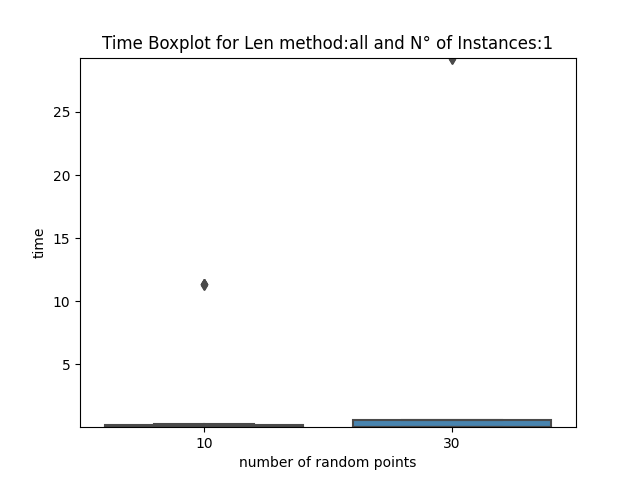 Time Boxplot for Len method:all and N° of Instances:1
25
20
15
10
5
time
10 30
number of random points